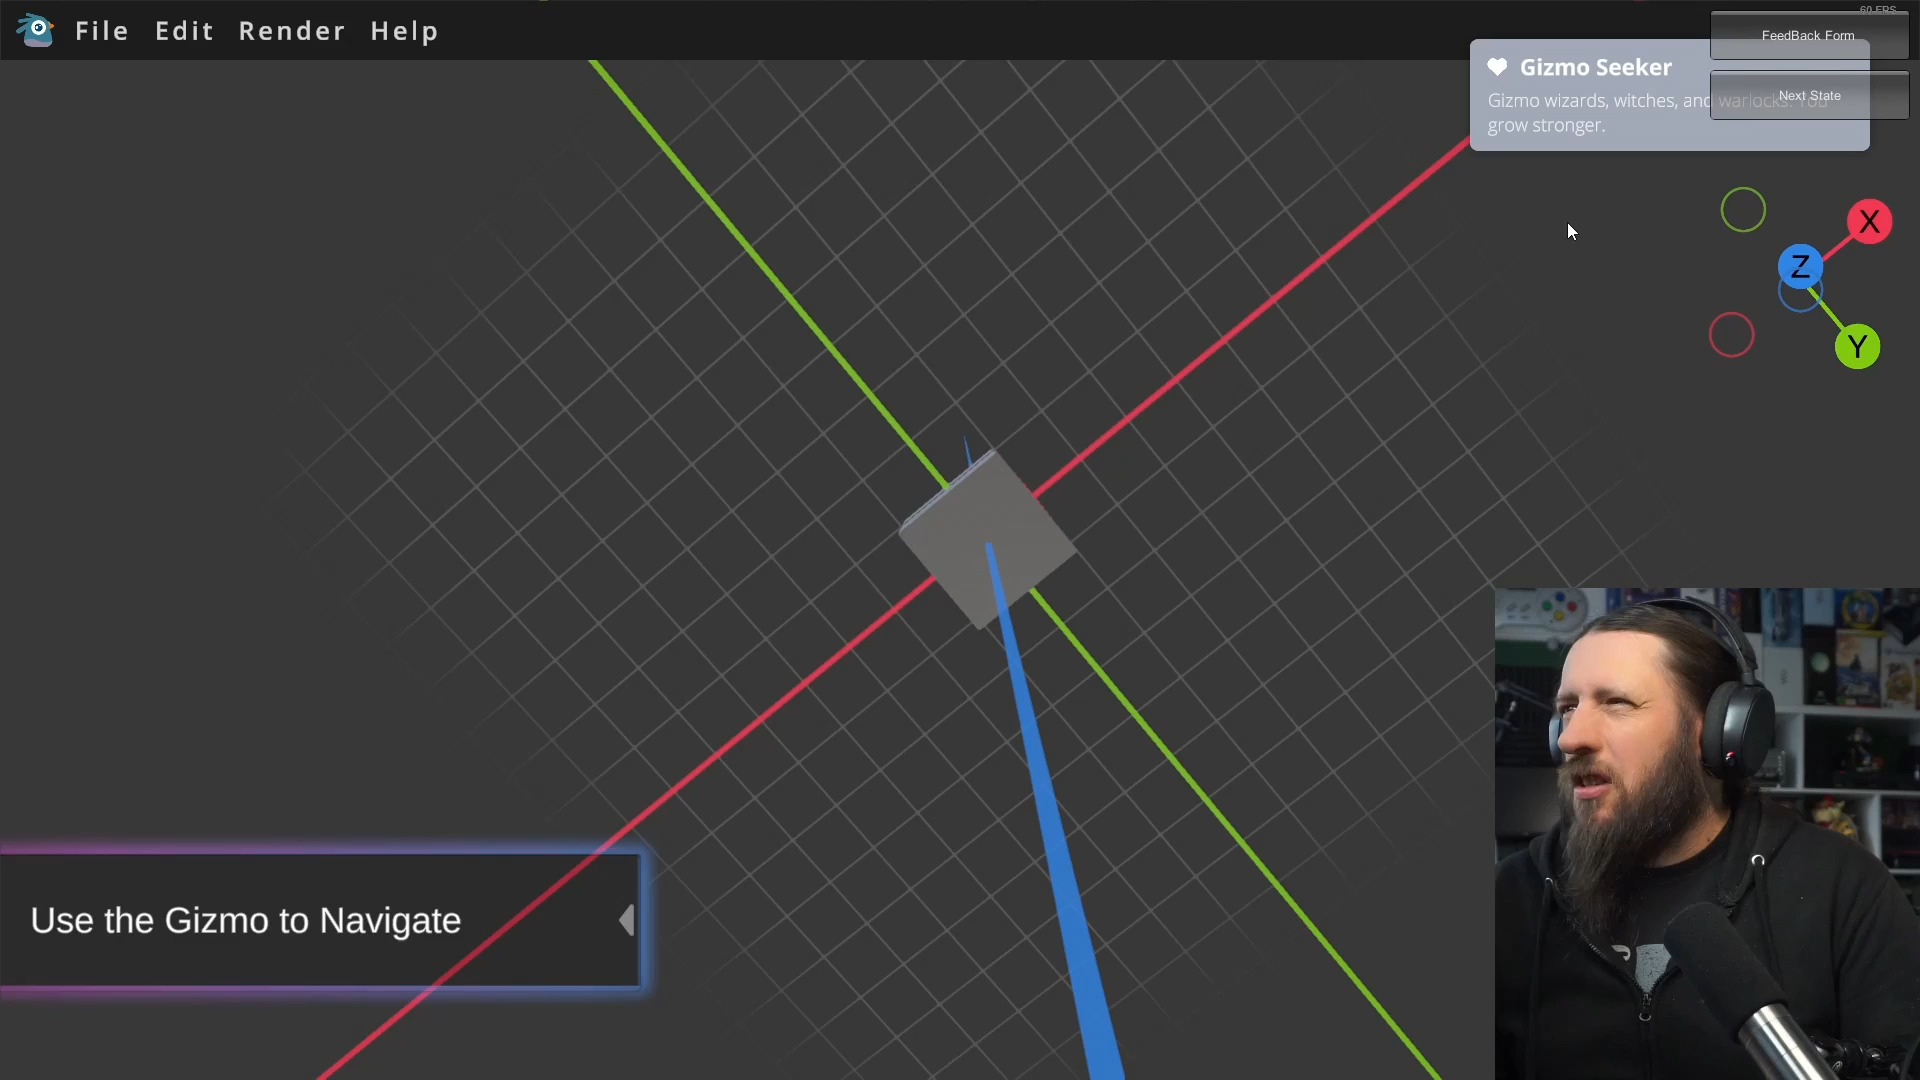 File Edit Render Help
60 FPS
FeedBack Form
Gizmo Seeker
Next State
Gizmo wizards, witches, and warlocks. You
grow stronger.
X
Z
Y
Use the Gizmo to Navigate